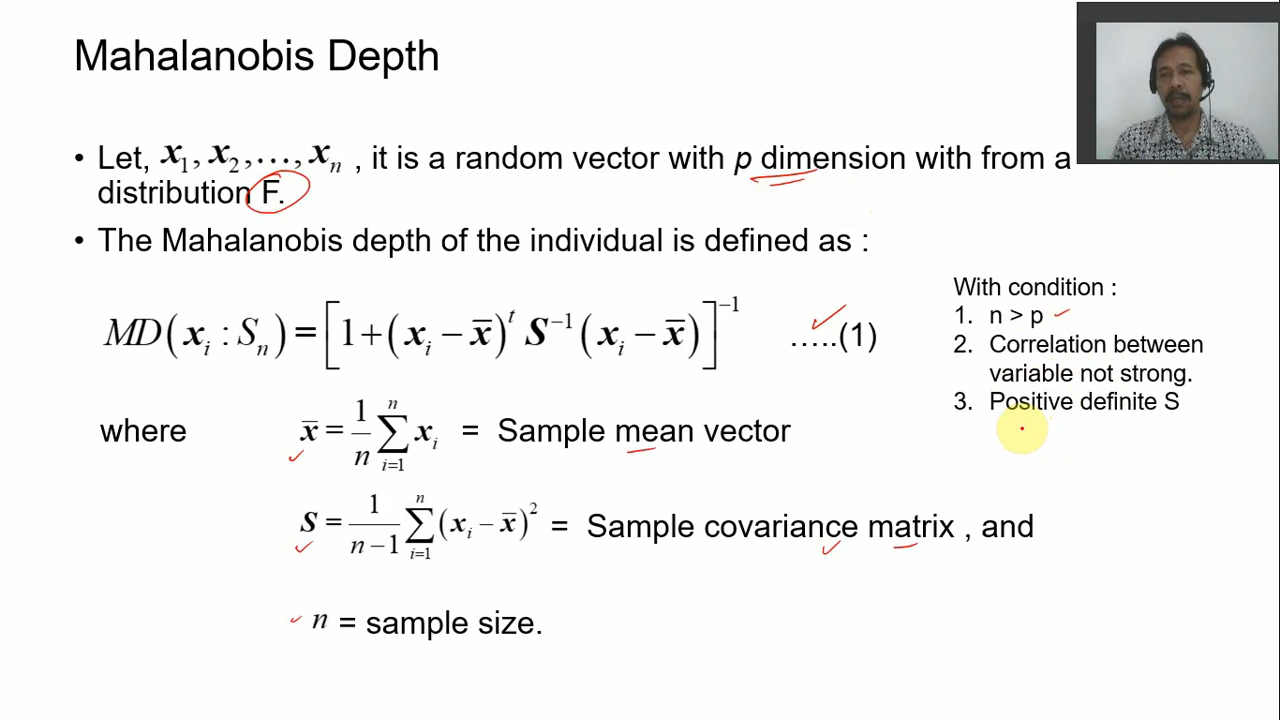 Mahalanobis Depth
• Let, x₁, x₂,..., xₙ , it is a random vector with p dimension with from a
distribution F.
• The Mahalanobis depth of the individual is defined as :
MD(xᵢ : Sₙ) = [1+(xᵢ − x̄)ᵗ S⁻¹ (xᵢ − x̄)]⁻¹ .....(1)
With condition :
1. n > p
2. Correlation between
variable not strong.
3. Positive definite S
where x̄ = 1/n ∑ᵢ₌₁ⁿ xᵢ = Sample mean vector
S = 1/(n−1) ∑ᵢ₌₁ⁿ (xᵢ − x̄)² = Sample covariance matrix , and
n = sample size.